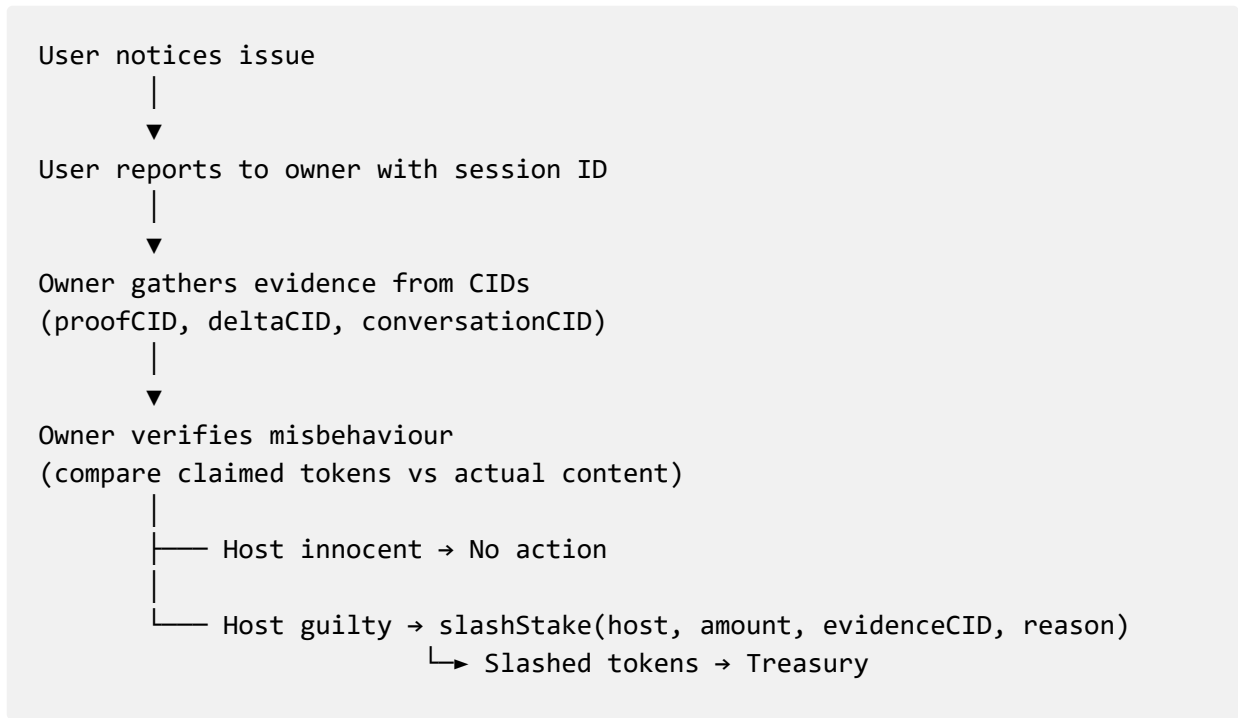 User notices issue
│
▼
User reports to owner with session ID
│
▼
Owner gathers evidence from CIDs
(proofCID, deltaCID, conversationCID)
│
▼
Owner verifies misbehaviour
(compare claimed tokens vs actual content)
│
├── Host innocent → No action
│
└── Host guilty → slashStake(host, amount, evidenceCID, reason)
└► Slashed tokens → Treasury